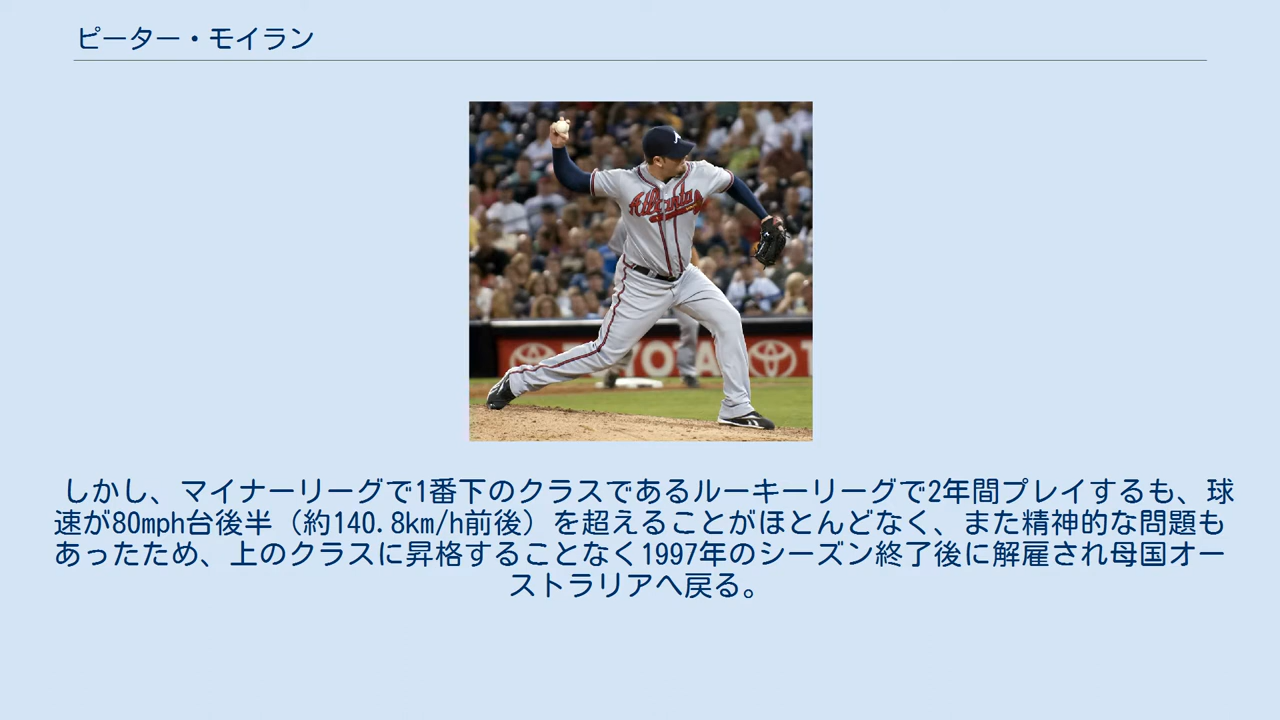 ピーター・モイラン
Atlanta
TOYOTA
しかし、マイナーリーグで1番下のクラスであるルーキーリーグで2年間プレイするも、球
速が80mph台後半（約140.8km/h前後）を超えることがほとんどなく、また精神的な問題も
あったため、上のクラスに昇格することなく1997年のシーズン終了後に解雇され母国オー
ストラリアへ戻る。